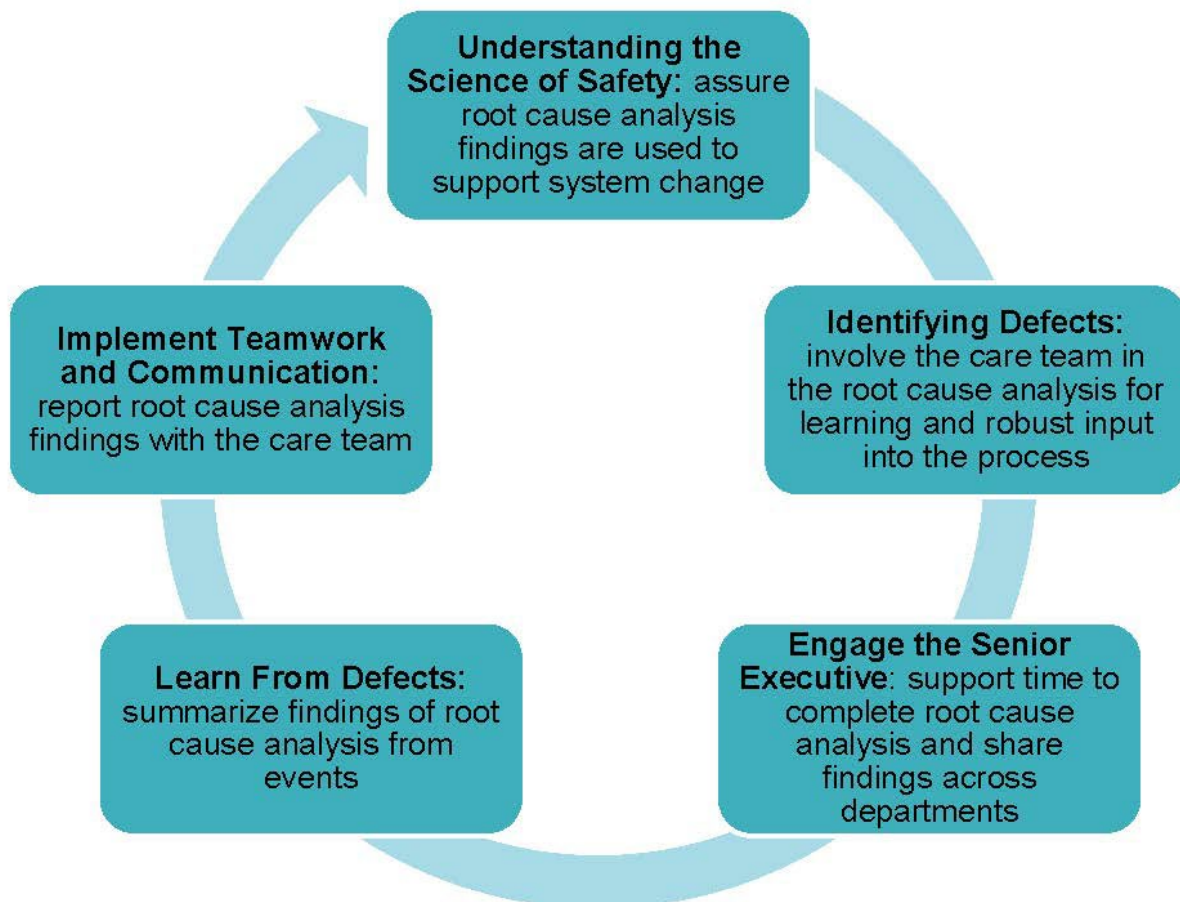 Understanding the
Science of Safety: assure
root cause analysis
findings are used to
support system change
Identifying Defects:
involve the care team in
the root cause analysis for
learning and robust input
into the process
Engage the Senior
Executive: support time to
complete root cause
analysis and share
findings across
departments
Learn From Defects:
summarize findings of root
cause analysis from
events
Implement Teamwork
and Communication:
report root cause analysis
findings with the care team